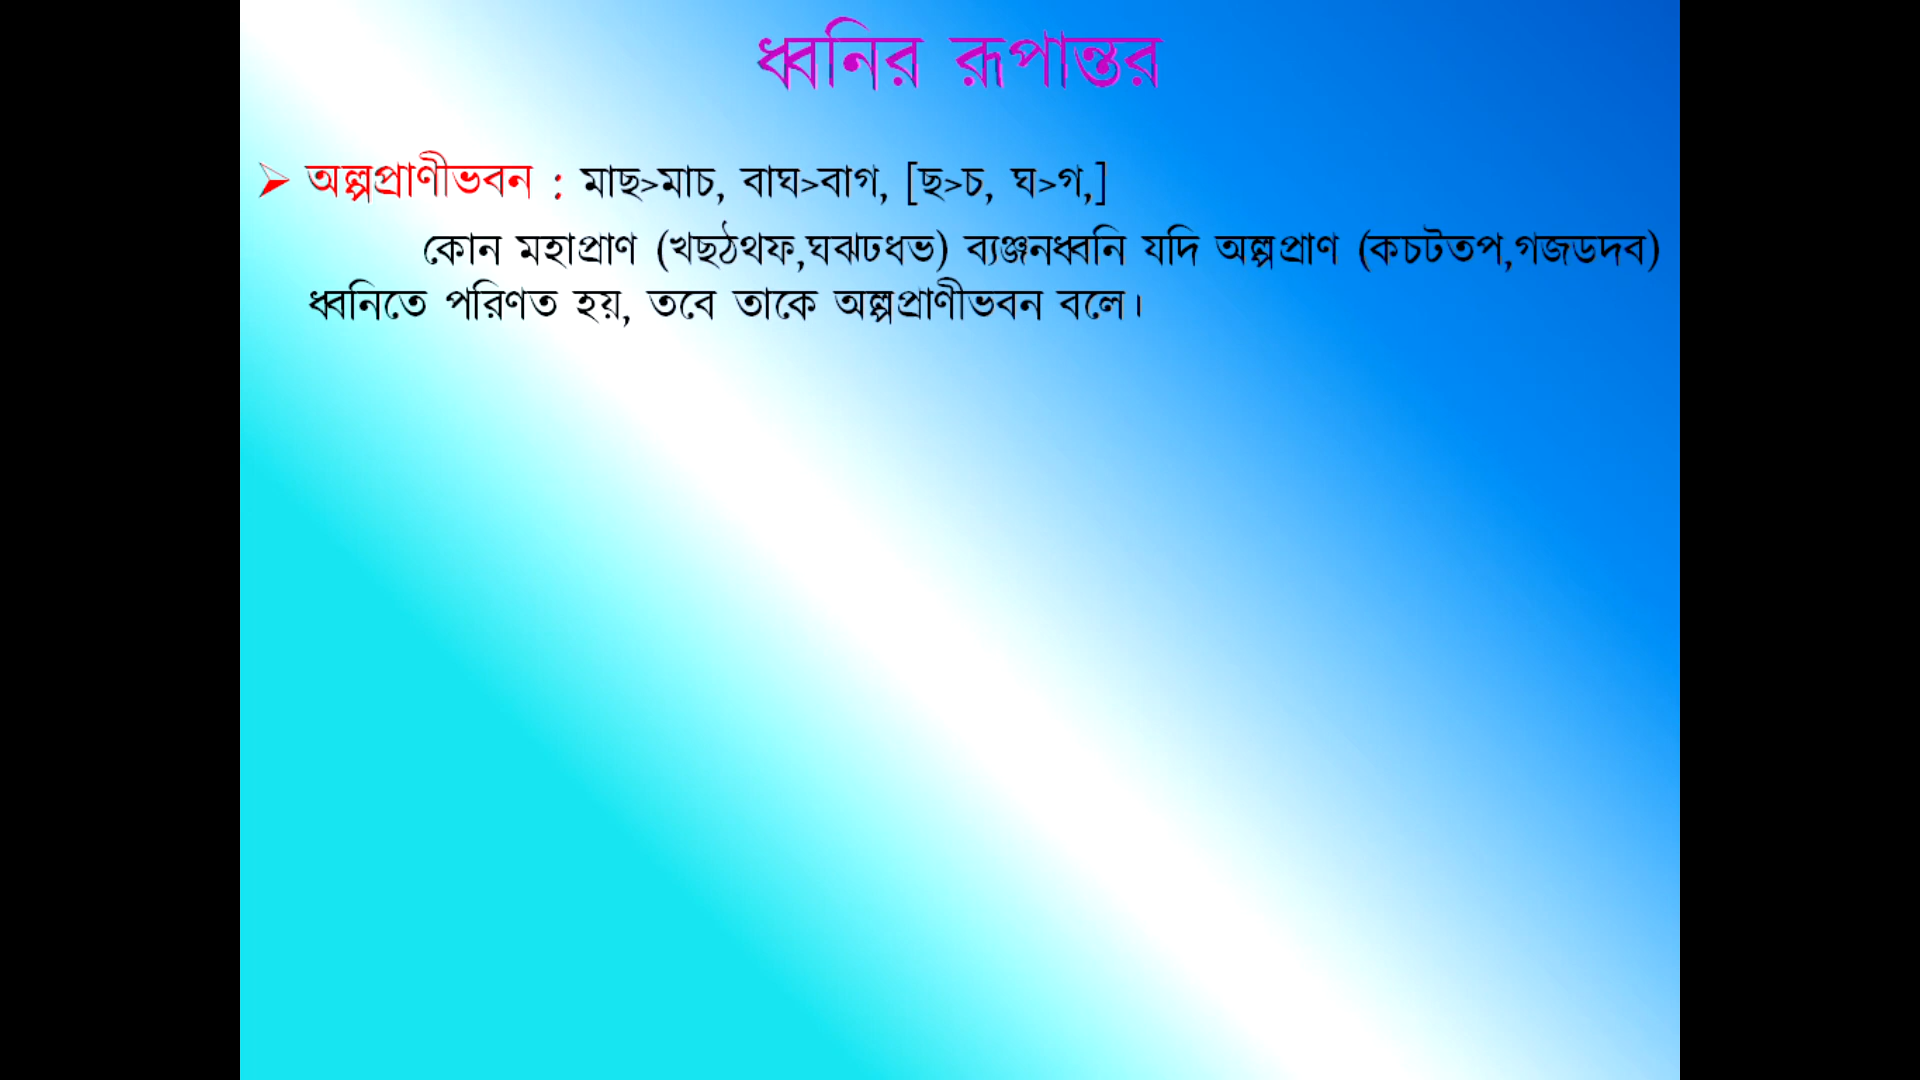 ধ্বনির রূপান্তর
অল্পপ্রাণীভবন : মাছ>মাচ, বাঘ>বাগ, [ছ>চ, ঘ>গ,]
কোন মহাপ্রাণ (খছঠথফ,ঘঝঢধভ) ব্যঞ্জনধ্বনি যদি অল্পপ্রাণ (কচটতপ,গজডদব)
ধ্বনিতে পরিণত হয়, তবে তাকে অল্পপ্রাণীভবন বলে।